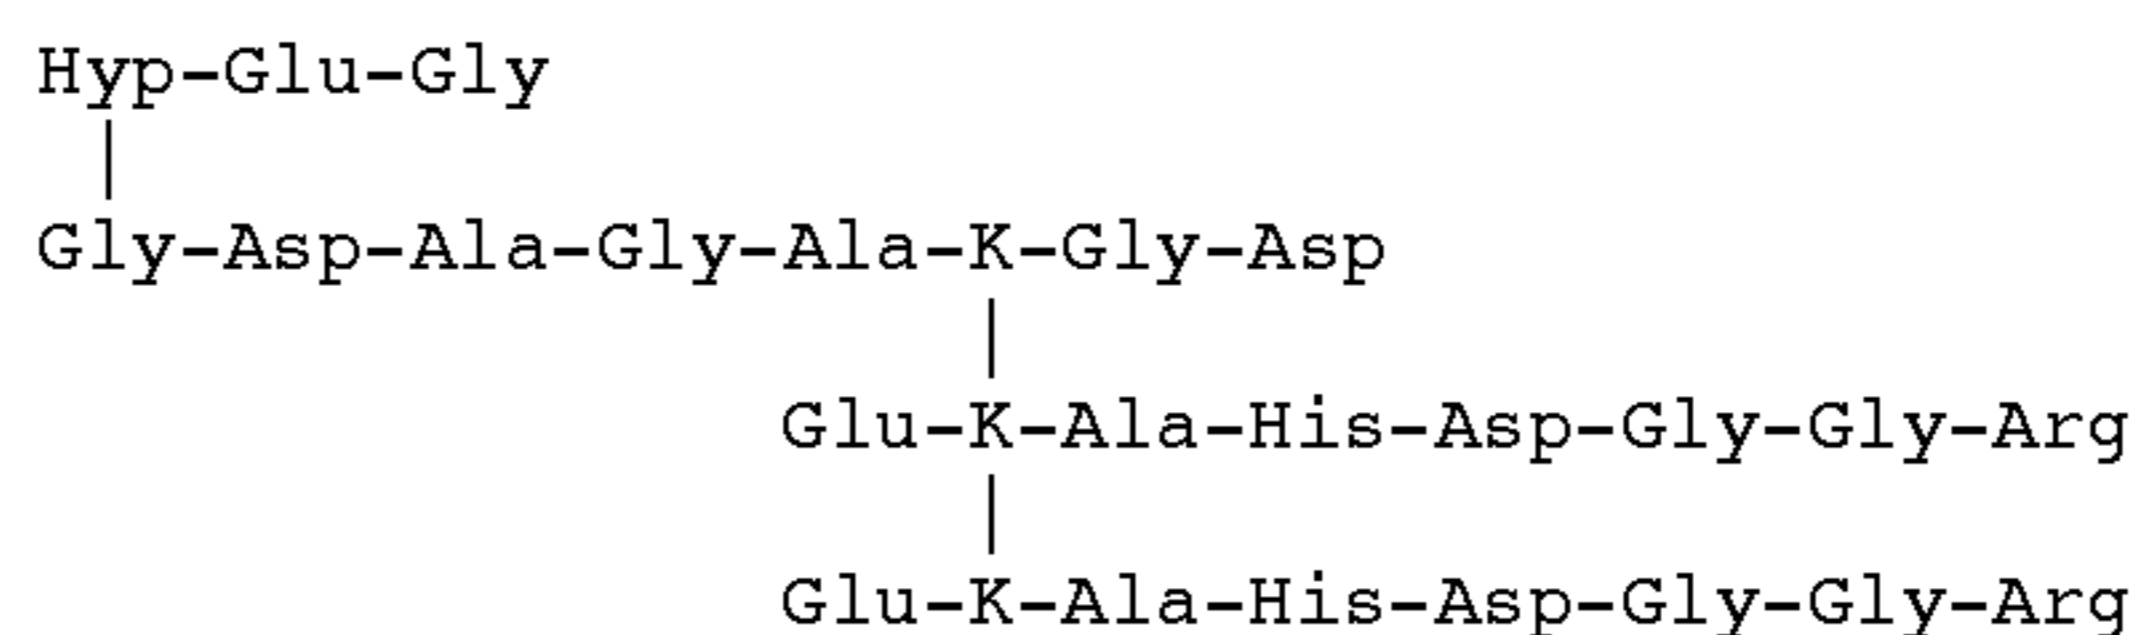 Hyp-Glu-Gly
|
Gly-Asp-Ala-Gly-Ala-K-Gly-Asp
|
Glu-K-Ala-His-Asp-Gly-Gly-Arg
|
Glu-K-Ala-His-Asp-Gly-Gly-Arg